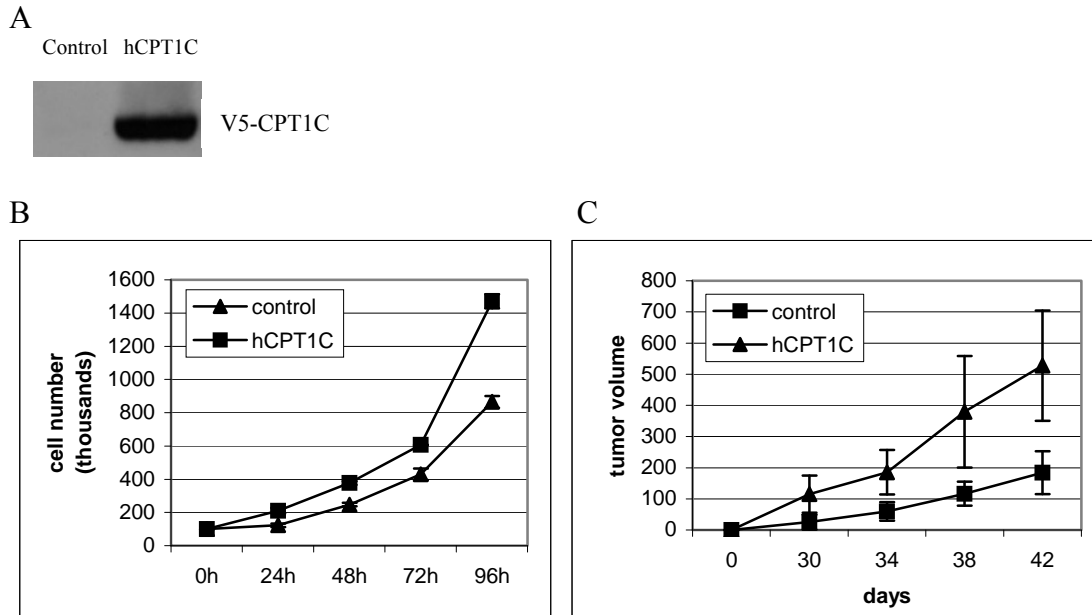 A
Control hCPT1C
V5-CPT1C
B
C
1600
1400
1200
1000
800
600
400
200
0
cell number
(thousands)
control
hCPT1C
0h 24h 48h 72h 96h
800
700
600
500
400
300
200
100
0
tumor volume
control
hCPT1C
0 30 34 38 42
days